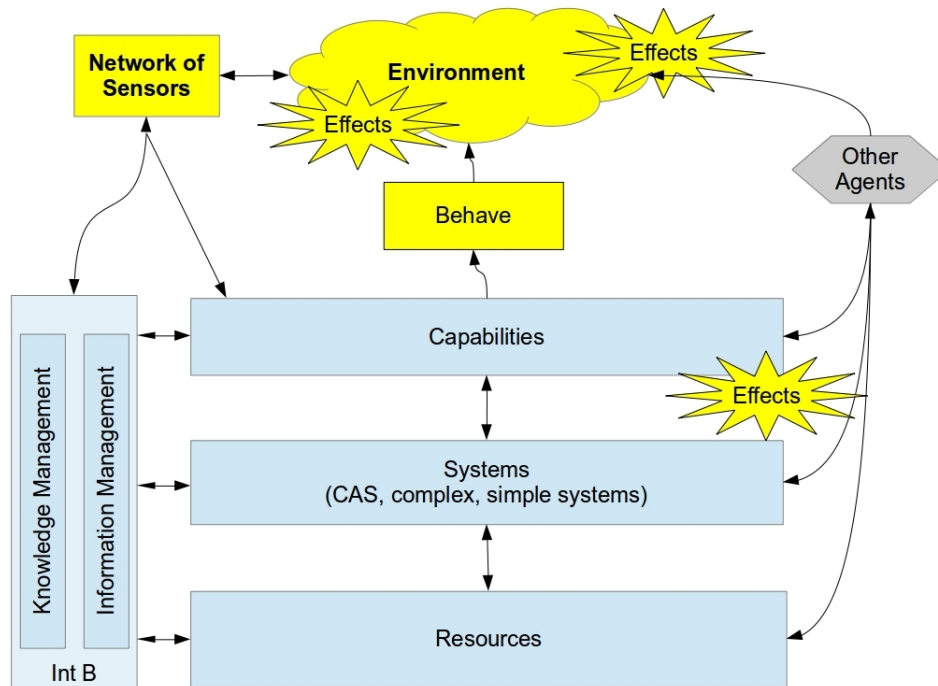 Network of
Sensors
Environment
Effects
Effects
Other
Agents
Behave
Capabilities
Effects
Systems
(CAS, complex, simple systems)
Knowledge Management
Information Management
Resources
Int B